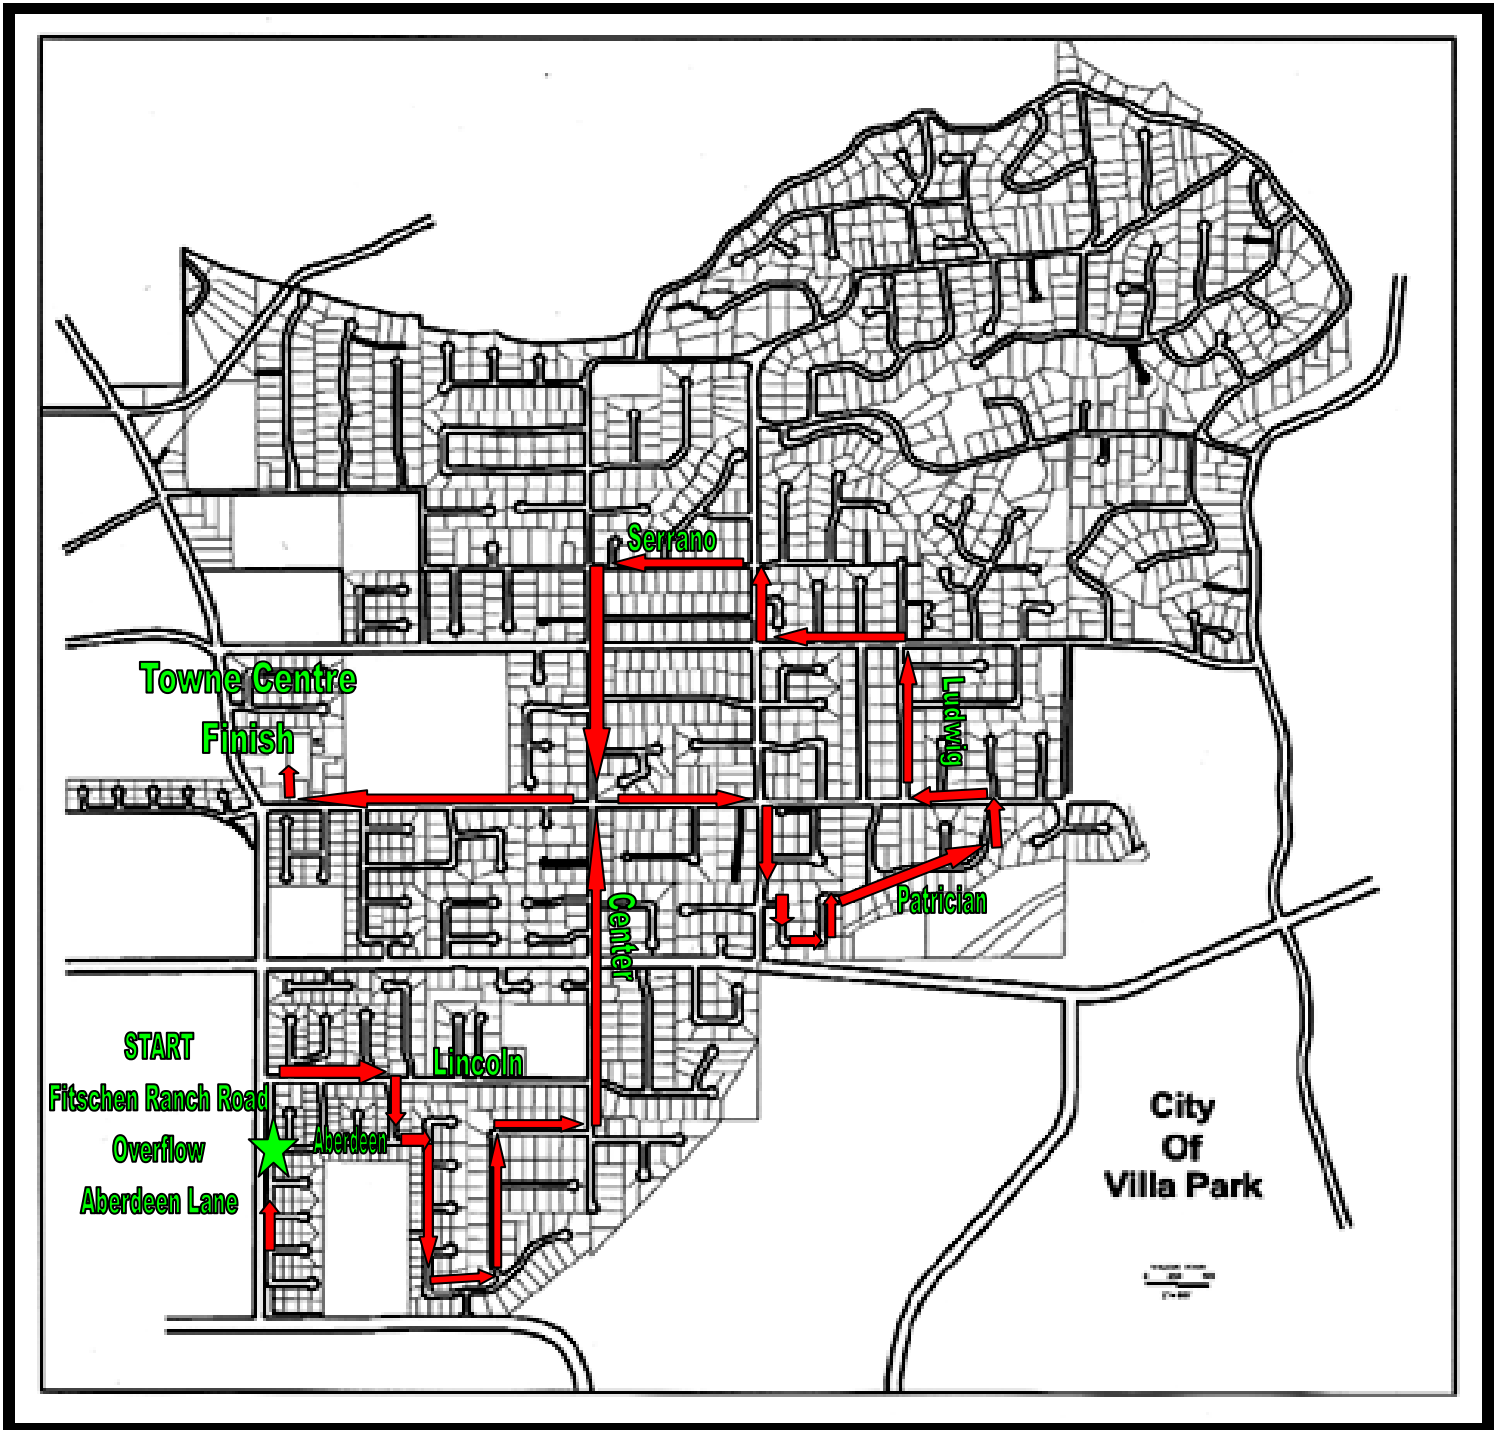 Serrano
Towne Centre
Finish
Ludwig
Patrician
Center
START
Fitschen Ranch Road
Overflow
Aberdeen Lane
Lincoln
Aberdeen
City
Of
Villa Park